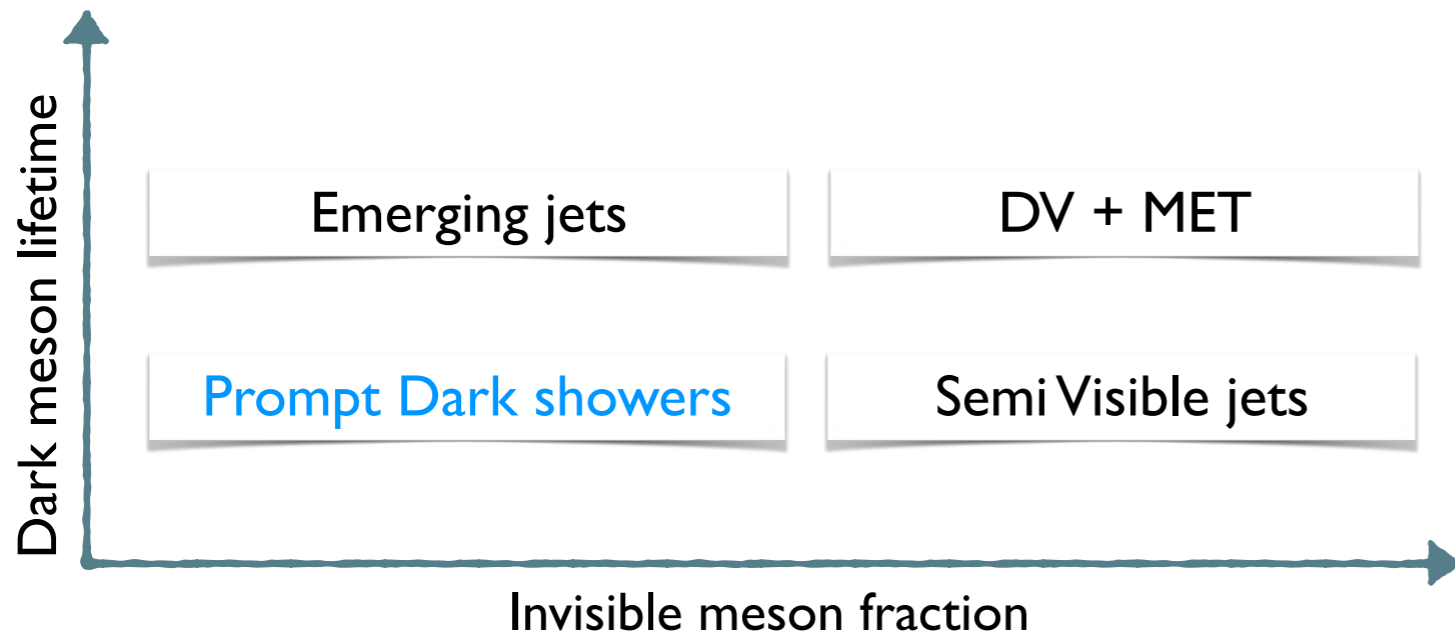 Dark meson lifetime
Emerging jets
DV + MET
Prompt Dark showers
Semi Visible jets
Invisible meson fraction